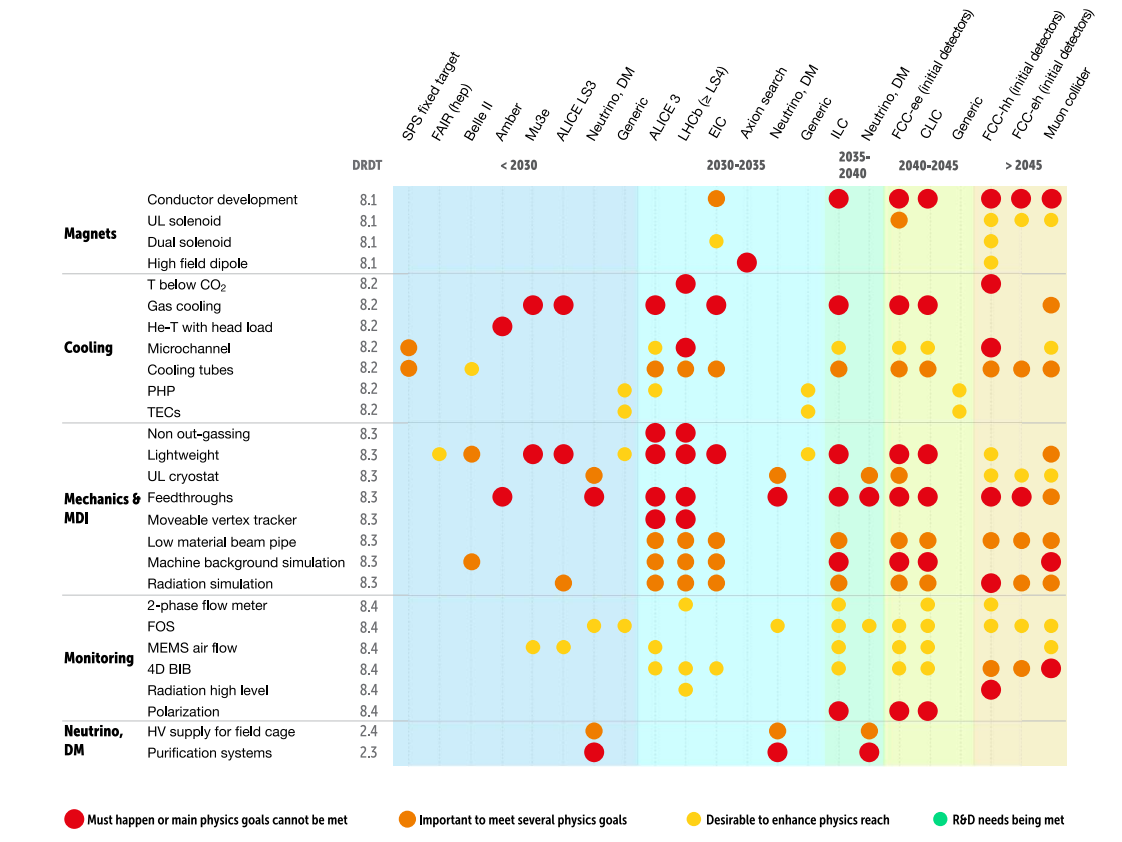 SPS fixed target
FAIR (hep)
Belle II
Amber
Mu3e
ALICE LS3
Neutrino, DM
Generic
ALICE 3
LHCb (≥ LS4)
EIC
Axion search
Neutrino, DM
Generic
ILC
Neutrino, DM
FCC-ee (initial detectors)
CLIC
Generic
FCC-hh (initial detectors)
FCC-eh (initial detectors)
Muon collider
DRDT
< 2030
2030-2035
2035-
2040
2040-2045
> 2045
Magnets
Conductor development 8.1
UL solenoid 8.1
Dual solenoid 8.1
High field dipole 8.1
Cooling
T below CO₂ 8.2
Gas cooling 8.2
He-T with head load 8.2
Microchannel 8.2
Cooling tubes 8.2
PHP 8.2
TECs 8.2
Mechanics &
MDI
Non out-gassing 8.3
Lightweight 8.3
UL cryostat 8.3
Feedthroughs 8.3
Moveable vertex tracker 8.3
Low material beam pipe 8.3
Machine background simulation 8.3
Radiation simulation 8.3
Monitoring
2-phase flow meter 8.4
FOS 8.4
MEMS air flow 8.4
4D BIB 8.4
Radiation high level 8.4
Polarization 8.4
Neutrino,
DM
HV supply for field cage 2.4
Purification systems 2.3
Must happen or main physics goals cannot be met
Important to meet several physics goals
Desirable to enhance physics reach
R&D needs being met